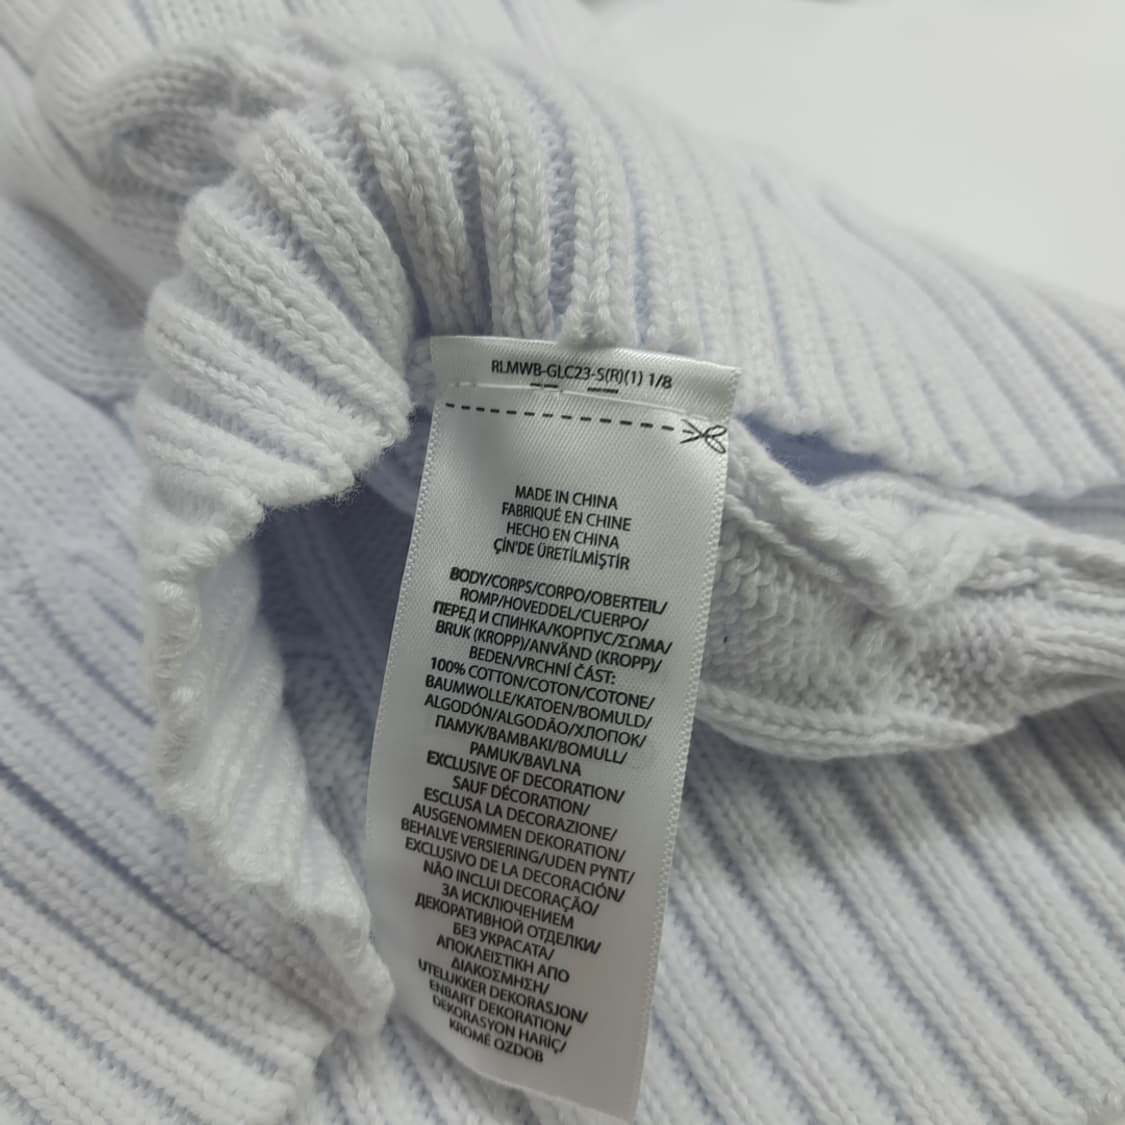 RLMWB-GLC23-S(R)(1) 1/8
MADE IN CHINA
FABRIQUÉ EN CHINE
HECHO EN CHINA
ÇİN'DE ÜRETİLMİŞTİR
BODY/CORPS/CORPO/OBERTEIL/
ROMP/HOVEDDEL/CUERPO/
ПЕРЕД И СПИНКА/КОРПУС/ΣΩΜΑ/
BRUK (KROPP)/ANVÄND (KROPP)/
BEDEN/VRCHNÍ ČÁST:
100% COTTON/COTON/COTONE/
BAUMWOLLE/KATOEN/BOMULD/
ALGODÓN/ALGODÃO/ХЛОПОК/
ПАМУК/ΒΑΜΒΑΚΙ/BOMULL/
PAMUK/BAVLNA
EXCLUSIVE OF DECORATION/
SAUF DÉCORATION/
ESCLUSA LA DECORAZIONE/
AUSGENOMMEN DEKORATION/
BEHALVE VERSIERING/UDEN PYNT/
EXCLUSIVO DE LA DECORACIÓN/
NÃO INCLUI DECORAÇÃO/
ЗА ИСКЛЮЧЕНИЕМ
ДЕКОРАТИВНОЙ ОТДЕЛКИ/
БЕЗ УКРАСАТА/
ΑΠΟΚΛΕΙΣΤΙΚΗ ΑΠΟ
ΔΙΑΚΟΣΜΗΣΗ/
UTELUKKER DEKORASJON/
ENBART DEKORATION/
DEKORASYON HARİÇ/
KROMĚ OZDOB